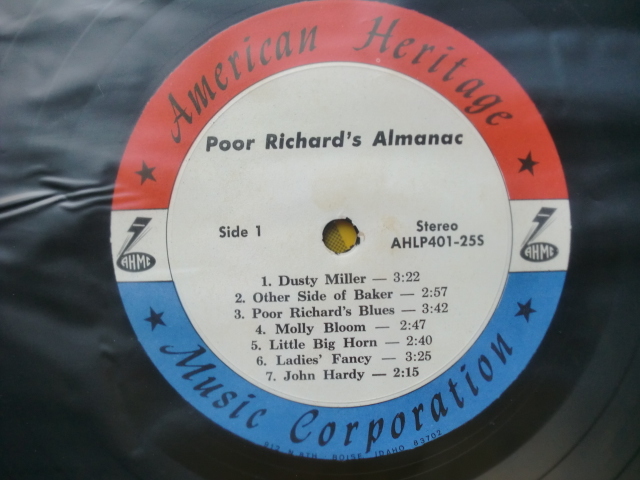 American Heritage
Poor Richard's Almanac
Side 1
Stereo
AHLP401-25S
AHMC
AHMC
1. Dusty Miller — 3:22
2. Other Side of Baker — 2:57
3. Poor Richard's Blues — 3:42
4. Molly Bloom — 2:47
5. Little Big Horn — 2:40
6. Ladies' Fancy — 3:25
7. John Hardy — 2:15
Music Corporation
BOISE, IDAHO 83702